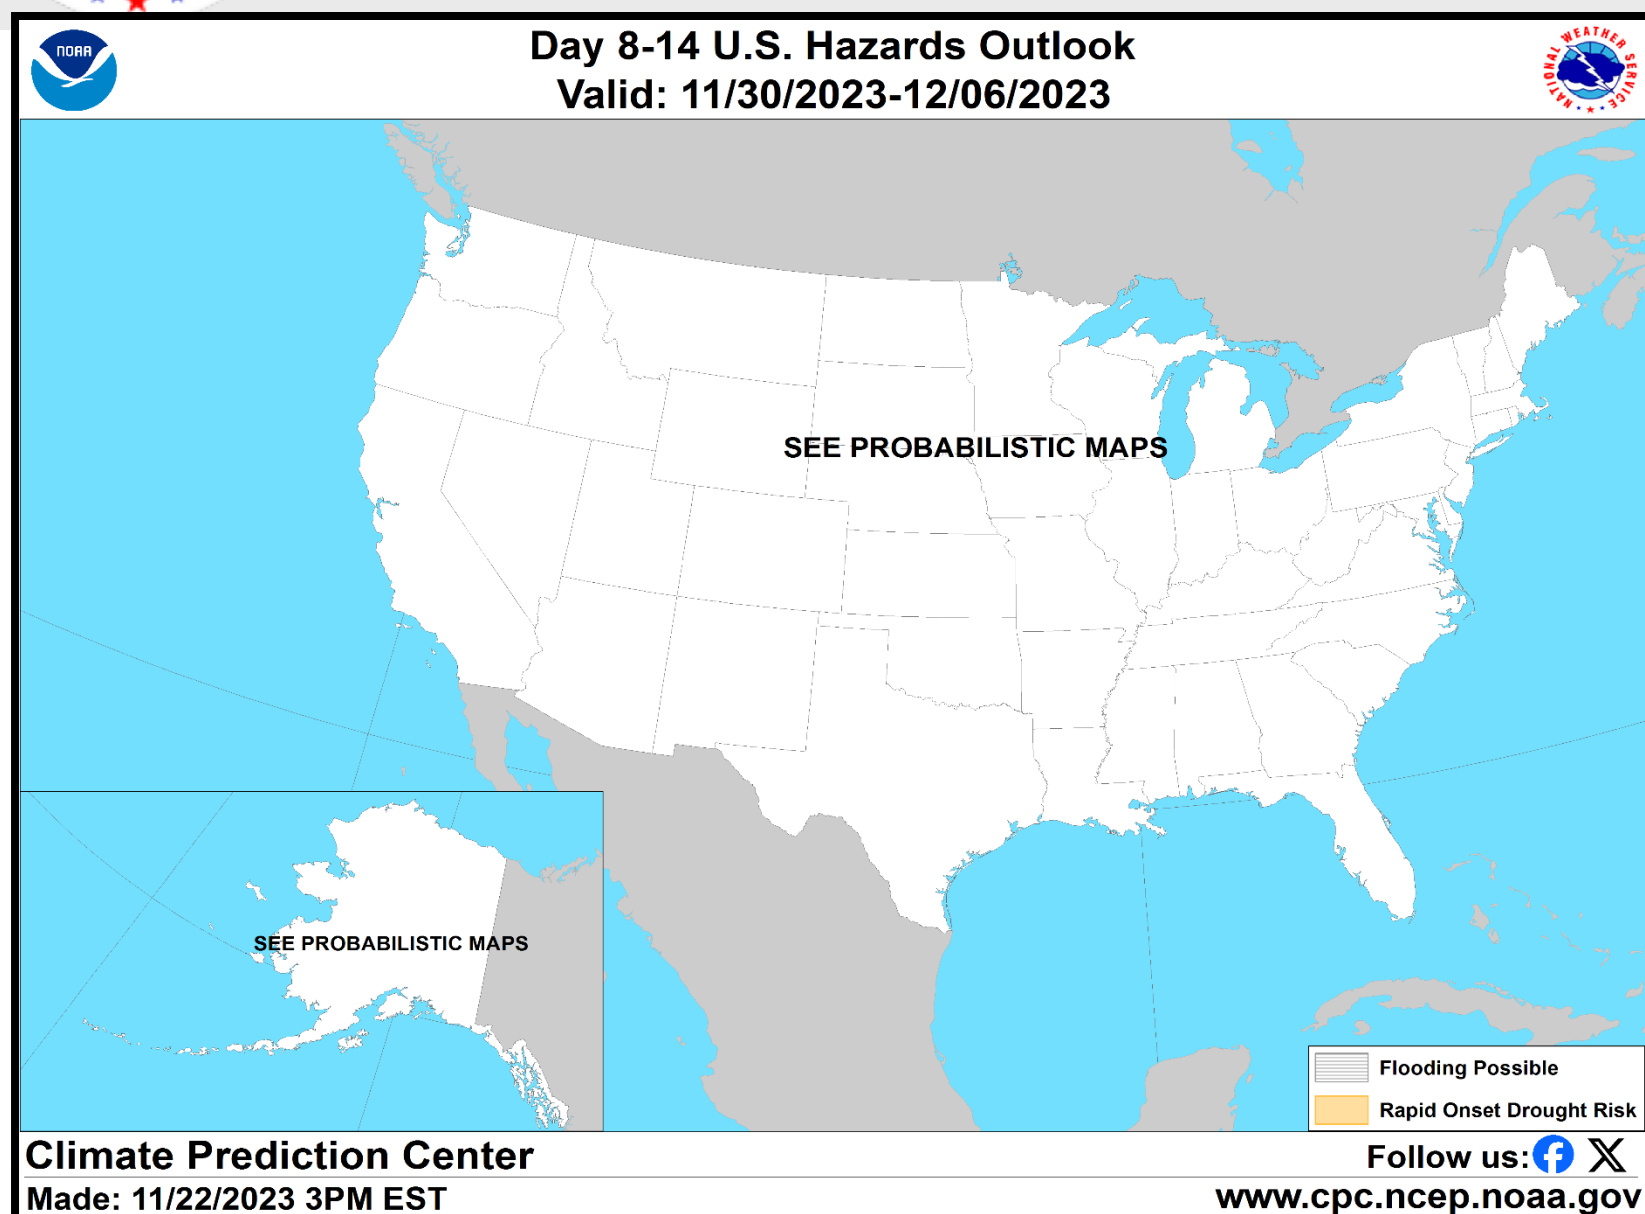 NOAA
Day 8-14 U.S. Hazards Outlook
Valid: 11/30/2023-12/06/2023
NATIONAL WEATHER SERVICE
SEE PROBABILISTIC MAPS
SEE PROBABILISTIC MAPS
Flooding Possible
Rapid Onset Drought Risk
Climate Prediction Center
Follow us:
Made: 11/22/2023 3PM EST
www.cpc.ncep.noaa.gov